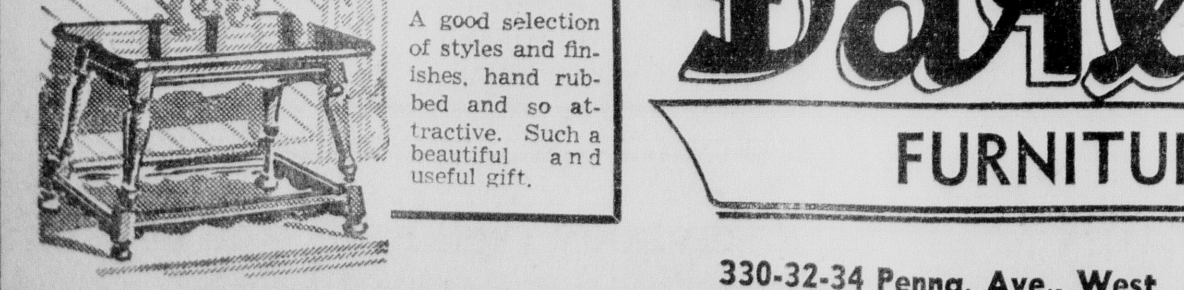 A good selection
of styles and fin-
ishes, hand rub-
bed and so at-
tractive. Such a
beautiful and
useful gift.
330-32-34 Penna. Ave., West